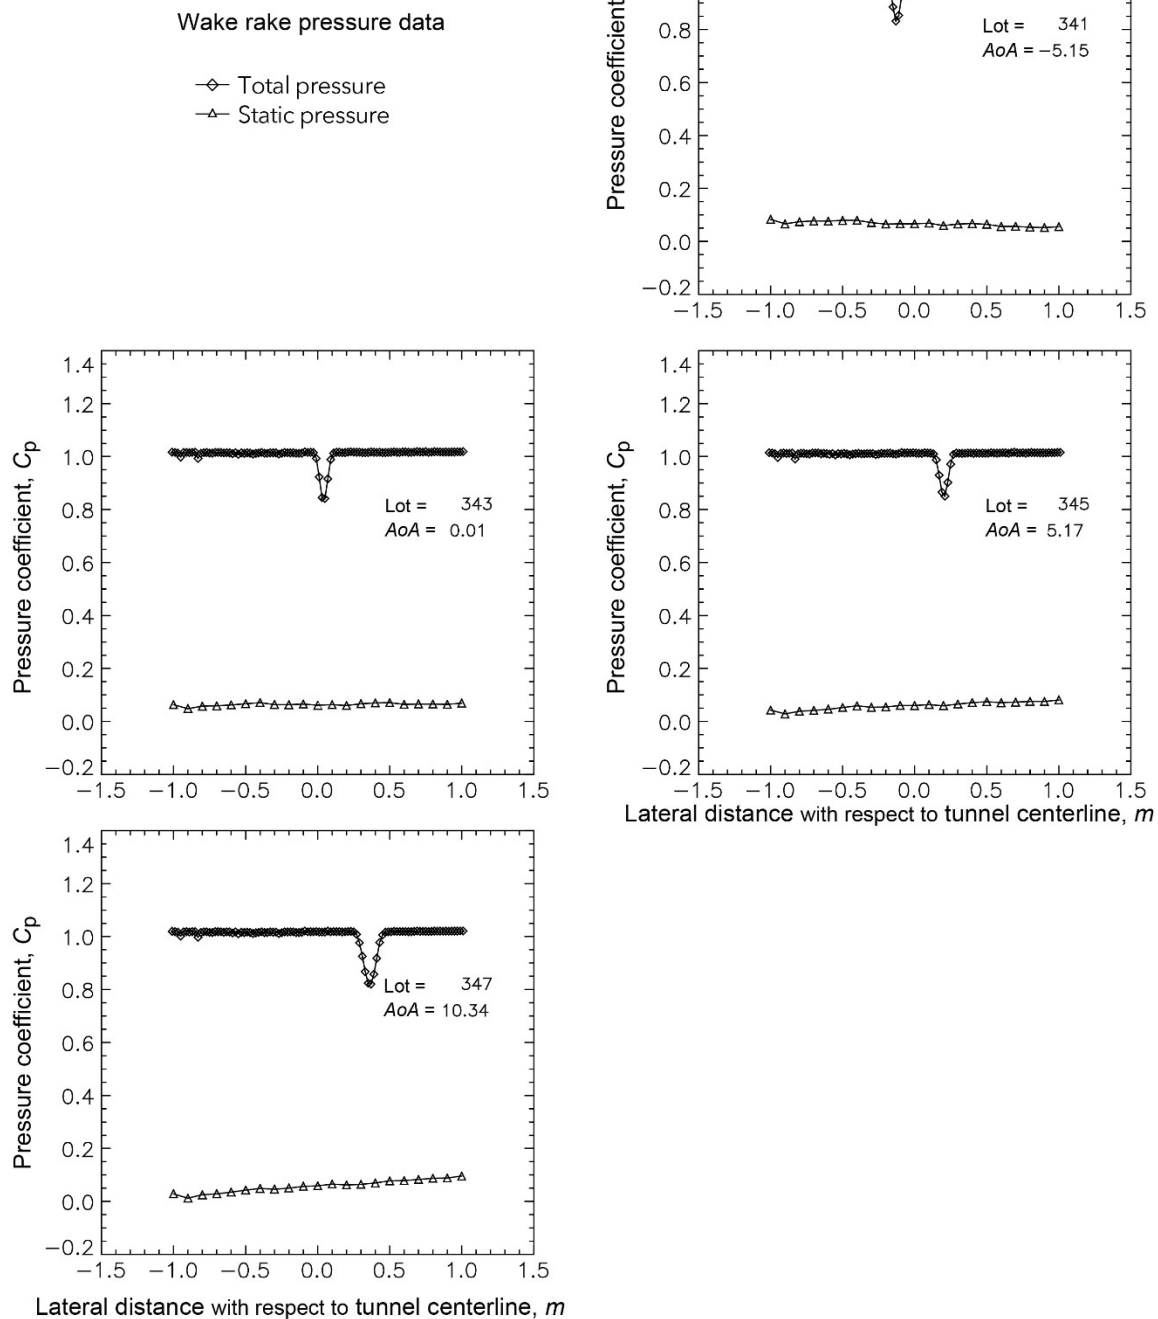 Wake rake pressure data
Total pressure
Static pressure
Pressure coefficient
0.8
0.6
0.4
0.2
0.0
−0.2
Lot = 341
AoA = −5.15
−1.5 −1.0 −0.5 0.0 0.5 1.0 1.5
Pressure coefficient, Cp
1.4
1.2
1.0
0.8
0.6
0.4
0.2
0.0
−0.2
Lot = 343
AoA = 0.01
−1.5 −1.0 −0.5 0.0 0.5 1.0 1.5
Pressure coefficient, Cp
1.4
1.2
1.0
0.8
0.6
0.4
0.2
0.0
−0.2
Lot = 345
AoA = 5.17
−1.5 −1.0 −0.5 0.0 0.5 1.0 1.5
Lateral distance with respect to tunnel centerline, m
Pressure coefficient, Cp
1.4
1.2
1.0
0.8
0.6
0.4
0.2
0.0
−0.2
Lot = 347
AoA = 10.34
−1.5 −1.0 −0.5 0.0 0.5 1.0 1.5
Lateral distance with respect to tunnel centerline, m